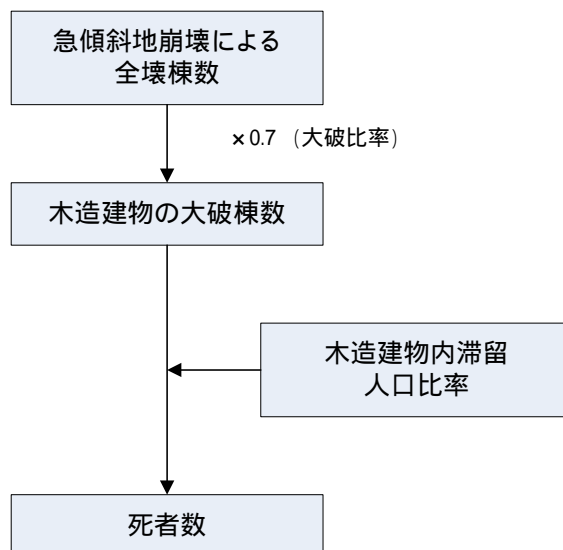 急傾斜地崩壊による
全壊棟数
×0.7 （大破比率）
木造建物の大破棟数
木造建物内滞留
人口比率
死者数